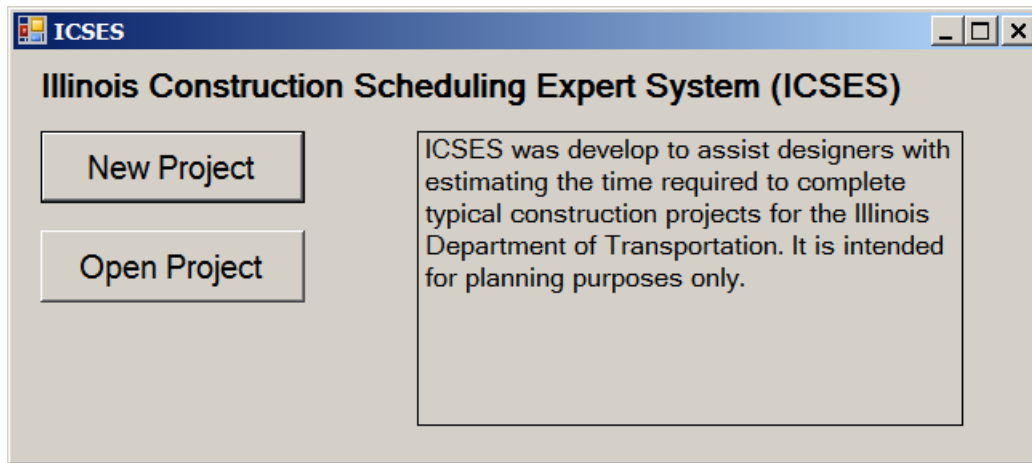 ICSES
Illinois Construction Scheduling Expert System (ICSES)
New Project
Open Project
ICSES was develop to assist designers with
estimating the time required to complete
typical construction projects for the Illinois
Department of Transportation. It is intended
for planning purposes only.